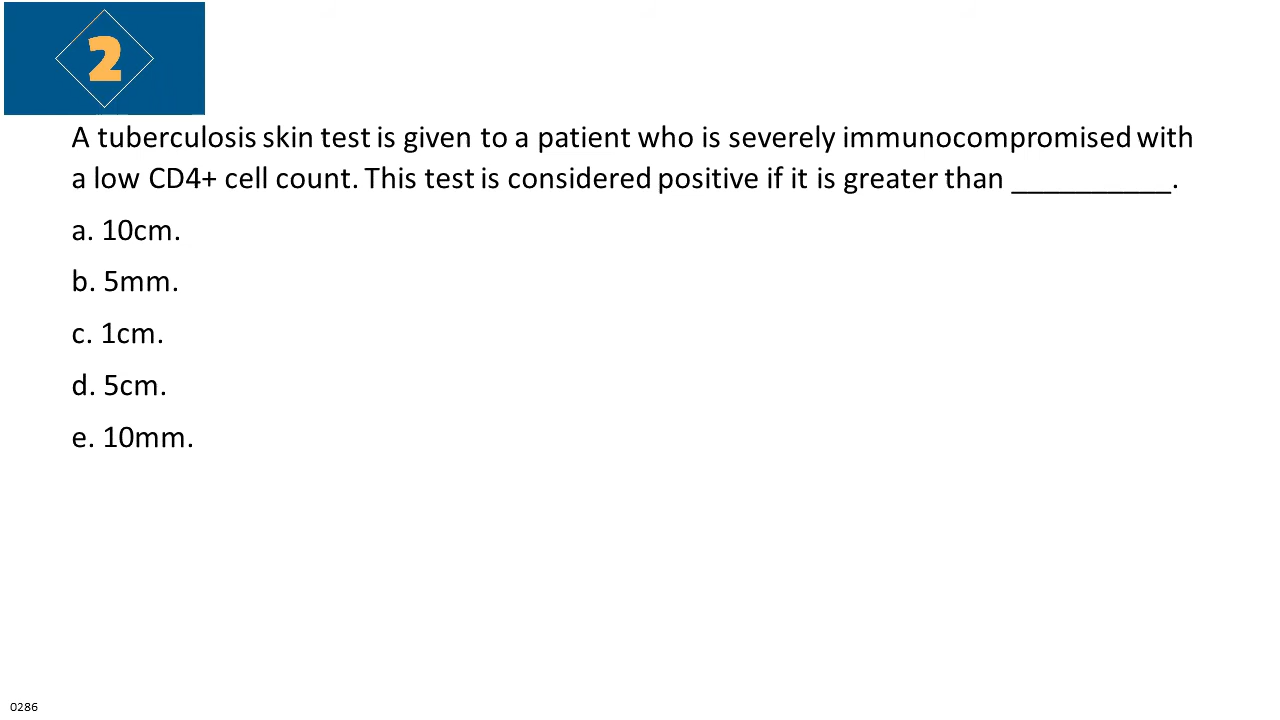 2
A tuberculosis skin test is given to a patient who is severely immunocompromised with
a low CD4+ cell count. This test is considered positive if it is greater than __________.
a. 10cm.
b. 5mm.
c. 1cm.
d. 5cm.
e. 10mm.
0286